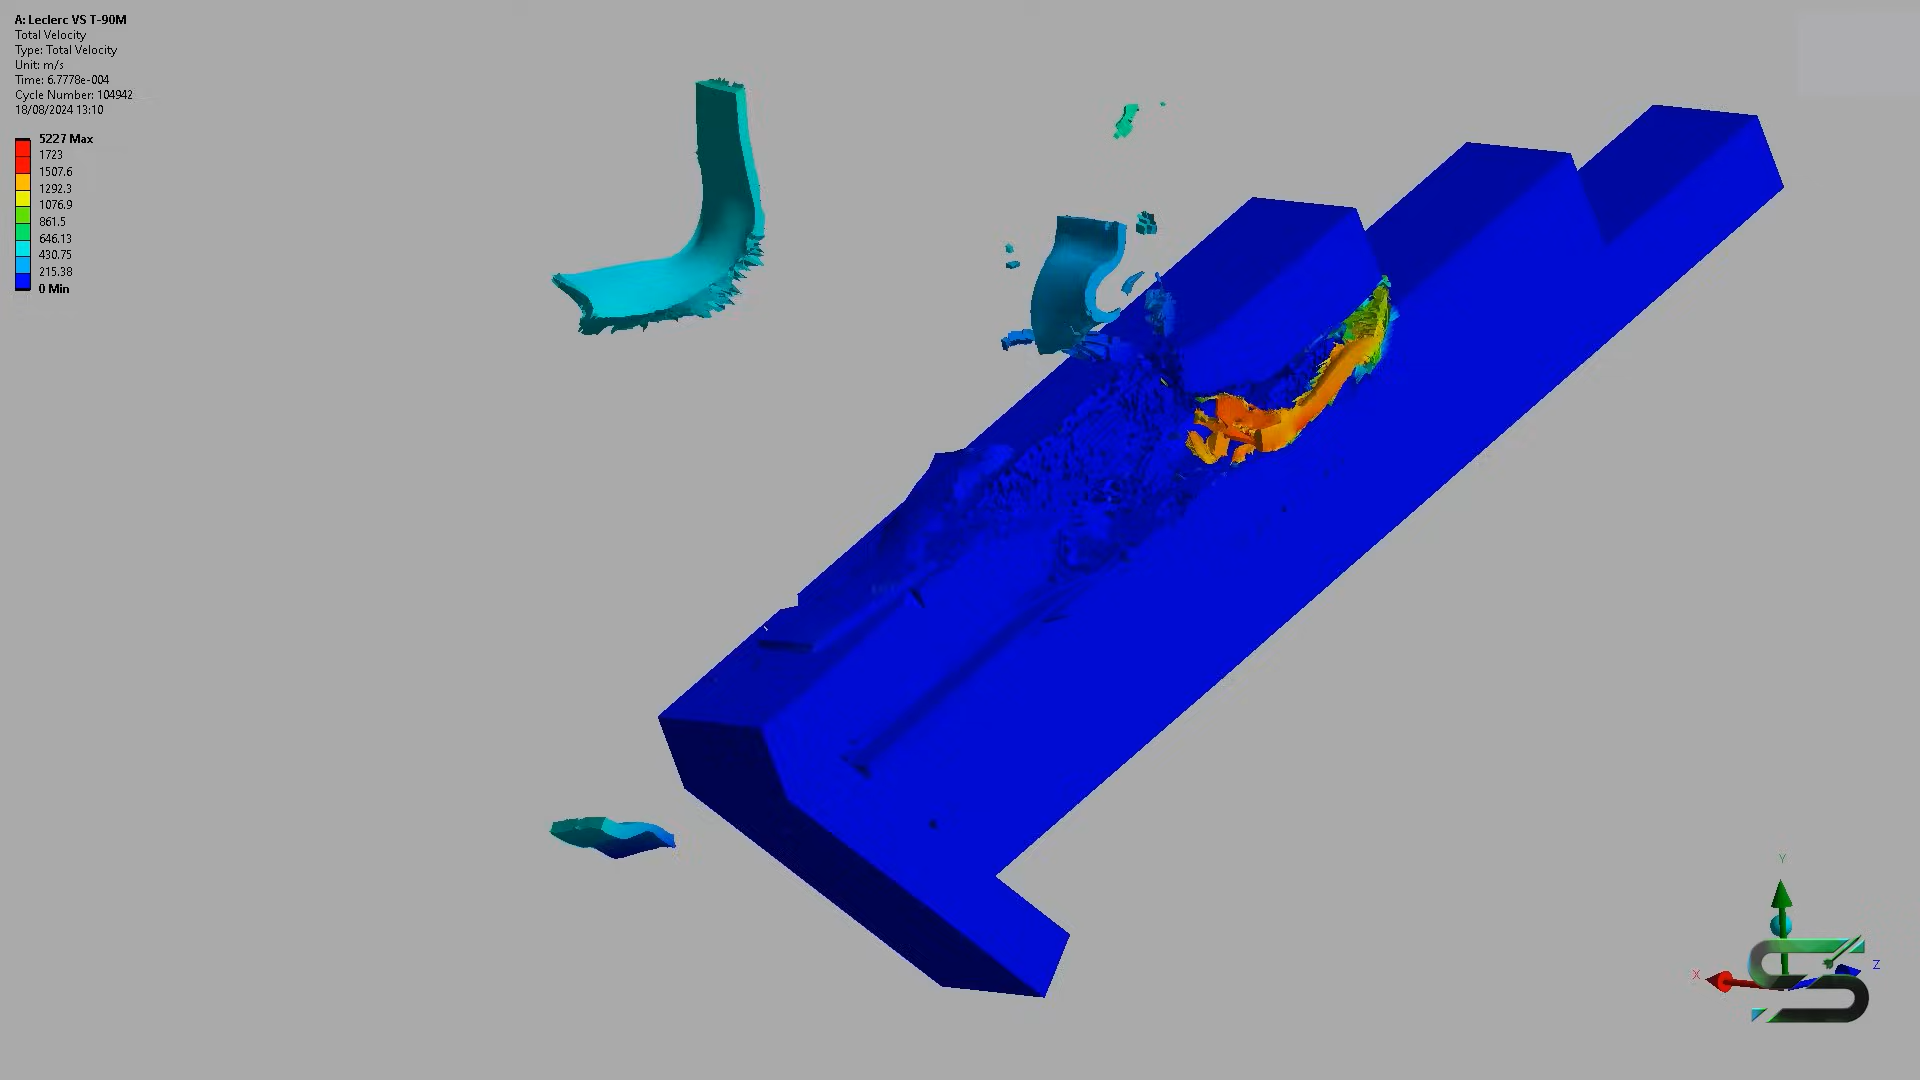 A: Leclerc VS T-90M
Total Velocity
Type: Total Velocity
Unit: m/s
Time: 6.7778e-004
Cycle Number: 104942
18/08/2024 13:10
5227 Max
1723
1507.6
1292.3
1076.9
861.5
646.13
430.75
215.38
0 Min
Y
X
Z